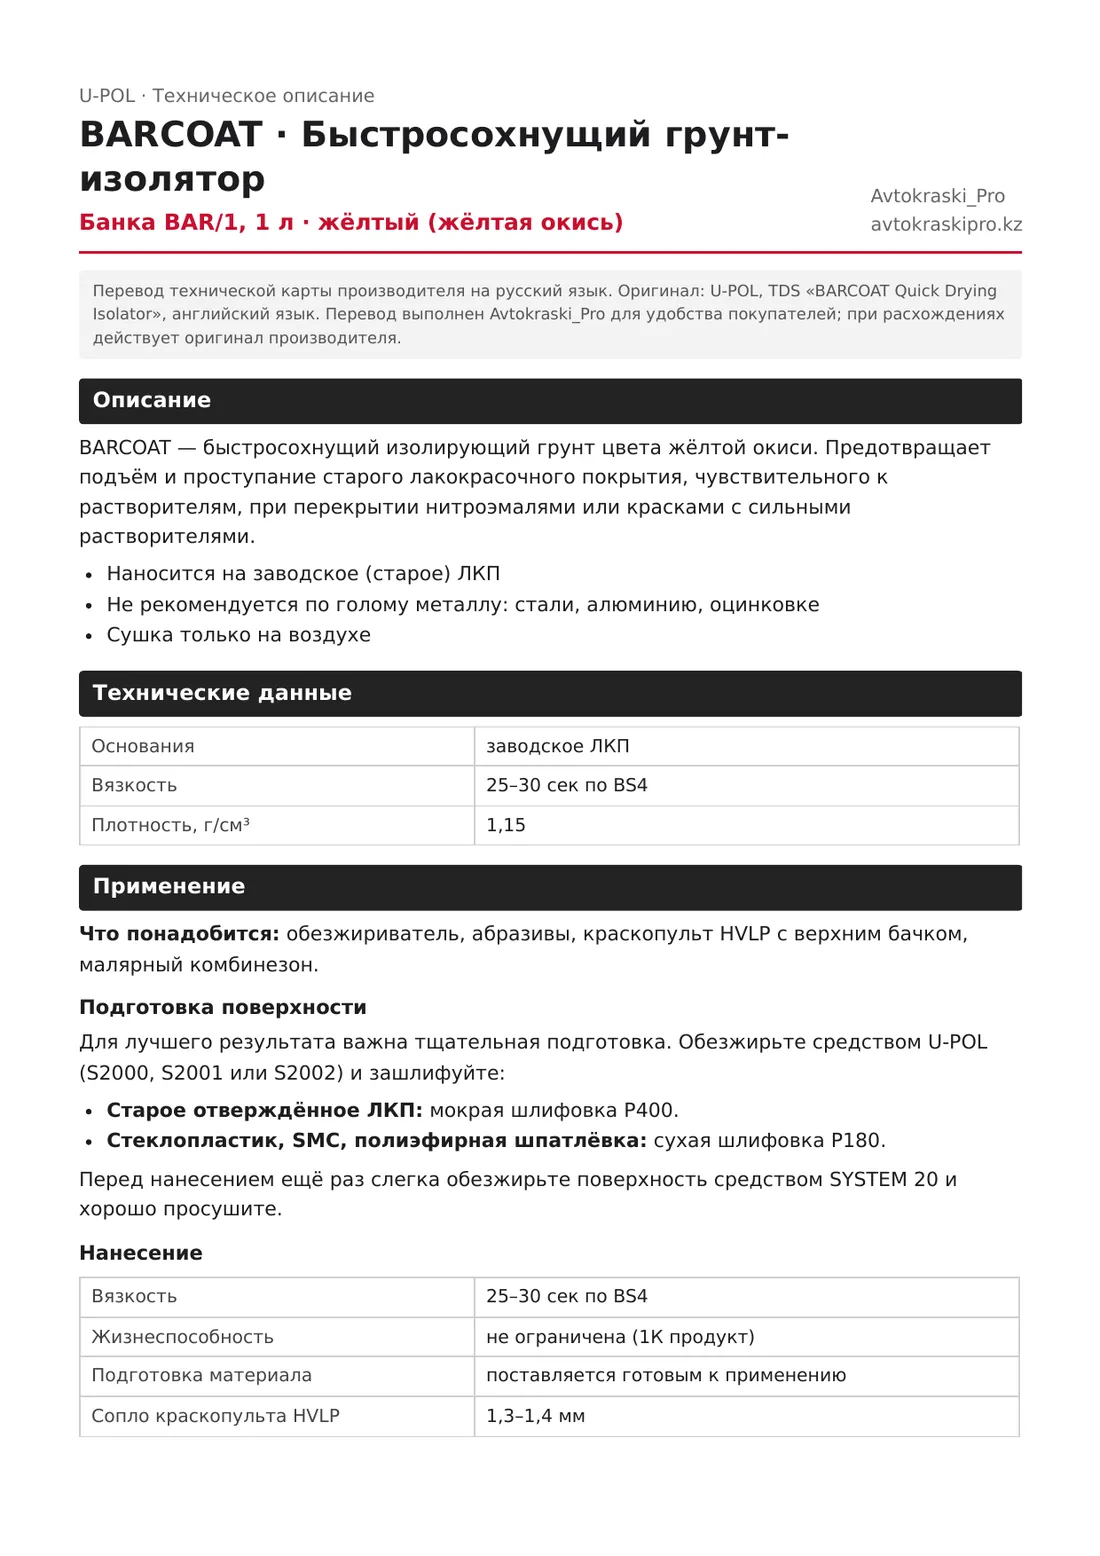 U-POL · Техническое описание
BARCOAT · Быстросохнущий грунт-
изолятор
Банка BAR/1, 1 л · жёлтый (жёлтая окись)
Avtokraski_Pro
avtokraskipro.kz
Перевод технической карты производителя на русский язык. Оригинал: U-POL, TDS «BARCOAT Quick Drying
Isolator», английский язык. Перевод выполнен Avtokraski_Pro для удобства покупателей; при расхождениях
действует оригинал производителя.
Описание
BARCOAT — быстросохнущий изолирующий грунт цвета жёлтой окиси. Предотвращает
подъём и проступание старого лакокрасочного покрытия, чувствительного к
растворителям, при перекрытии нитроэмалями или красками с сильными
растворителями.
• Наносится на заводское (старое) ЛКП
• Не рекомендуется по голому металлу: стали, алюминию, оцинковке
• Сушка только на воздухе
Технические данные
Основания заводское ЛКП
Вязкость 25–30 сек по BS4
Плотность, г/см³ 1,15
Применение
Что понадобится: обезжириватель, абразивы, краскопульт HVLP с верхним бачком,
малярный комбинезон.
Подготовка поверхности
Для лучшего результата важна тщательная подготовка. Обезжирьте средством U-POL
(S2000, S2001 или S2002) и зашлифуйте:
• Старое отверждённое ЛКП: мокрая шлифовка P400.
• Стеклопластик, SMC, полиэфирная шпатлёвка: сухая шлифовка P180.
Перед нанесением ещё раз слегка обезжирьте поверхность средством SYSTEM 20 и
хорошо просушите.
Нанесение
Вязкость 25–30 сек по BS4
Жизнеспособность не ограничена (1К продукт)
Подготовка материала поставляется готовым к применению
Сопло краскопульта HVLP 1,3–1,4 мм